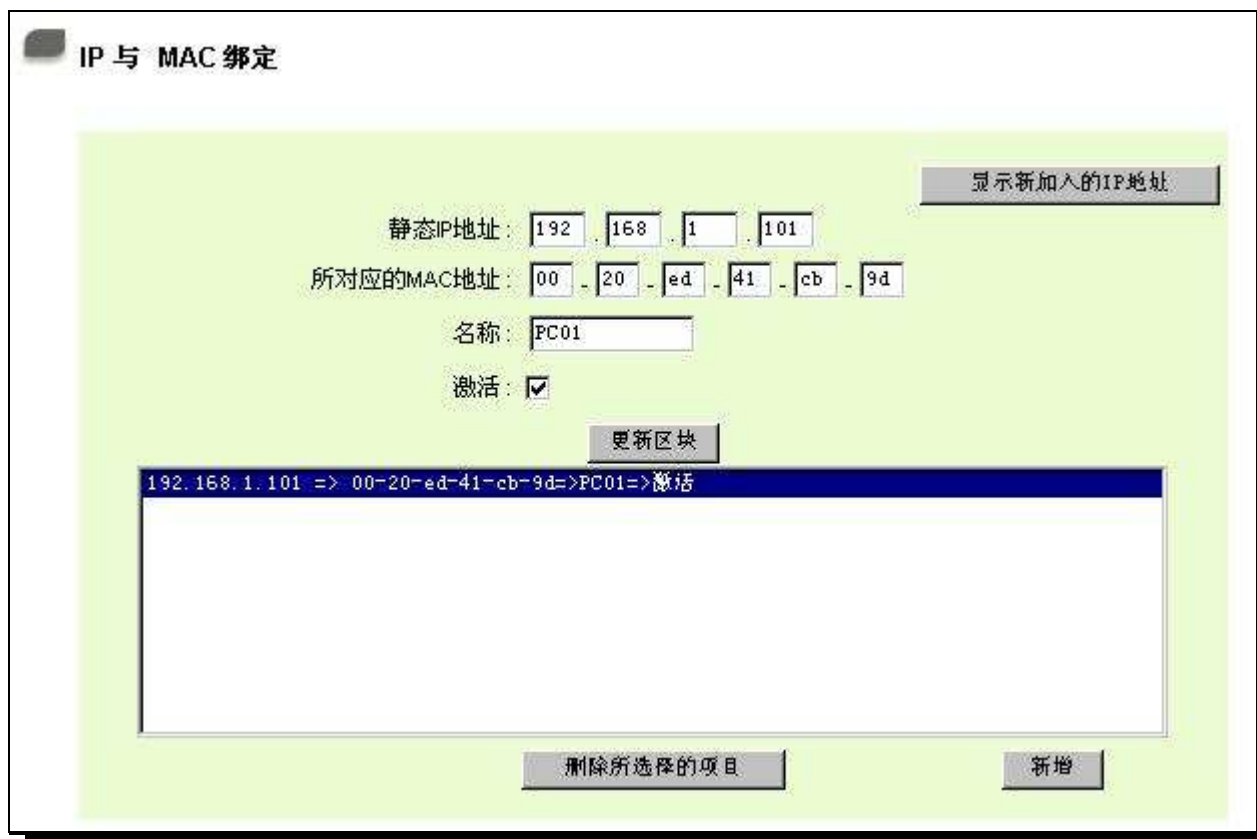 IP 与 MAC 绑定
显示新加入的IP地址
静态IP地址: 192 . 168 . 1 . 101
所对应的MAC地址: 00 - 20 - ed - 41 - cb - 9d
名称: PC01
激活:
更新区块
192.168.1.101 => 00-20-ed-41-cb-9d=>PC01=>激活
删除所选择的项目 新增